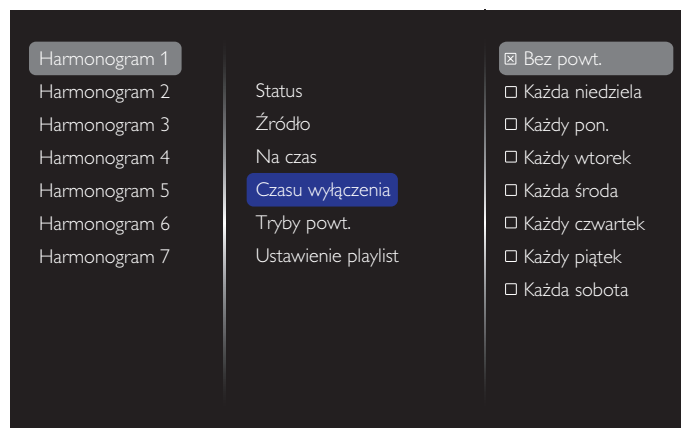 Harmonogram 1
Harmonogram 2
Harmonogram 3
Harmonogram 4
Harmonogram 5
Harmonogram 6
Harmonogram 7
Status
Źródło
Na czas
Czasu wyłączenia
Tryby powt.
Ustawienie playlist
Bez powt.
Każda niedziela
Każdy pon.
Każdy wtorek
Każda środa
Każdy czwartek
Każdy piątek
Każda sobota